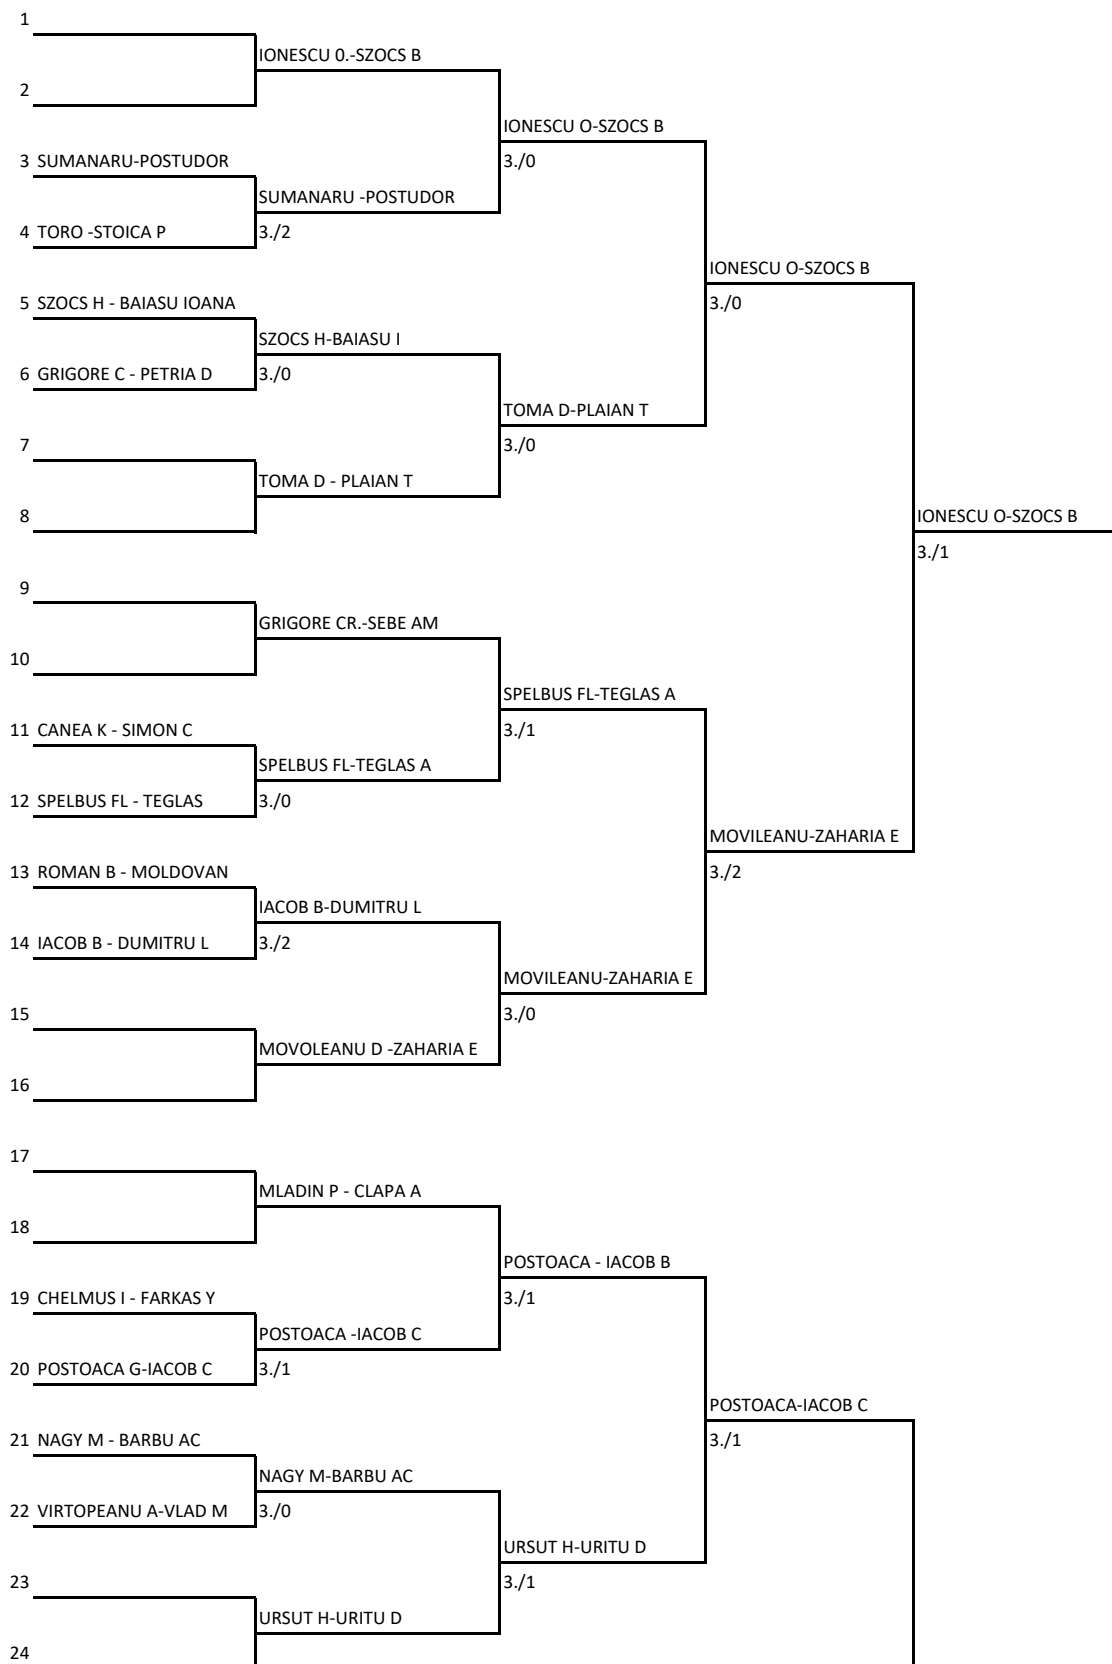 1
IONESCU 0.-SZOCS B
2
IONESCU O-SZOCS B
3 SUMANARU-POSTUDOR
3./0
SUMANARU -POSTUDOR
4 TORO -STOICA P
3./2
IONESCU O-SZOCS B
5 SZOCS H - BAIASU IOANA
3./0
SZOCS H-BAIASU I
6 GRIGORE C - PETRIA D
3./0
TOMA D-PLAIAN T
7
3./0
TOMA D - PLAIAN T
8
IONESCU O-SZOCS B
3./1
9
GRIGORE CR.-SEBE AM
10
SPELBUS FL-TEGLAS A
11 CANEA K - SIMON C
3./1
SPELBUS FL-TEGLAS A
12 SPELBUS FL - TEGLAS
3./0
MOVILEANU-ZAHARIA E
13 ROMAN B - MOLDOVAN
3./2
IACOB B-DUMITRU L
14 IACOB B - DUMITRU L
3./2
MOVILEANU-ZAHARIA E
15
3./0
MOVOLEANU D -ZAHARIA E
16
17
MLADIN P - CLAPA A
18
POSTOACA - IACOB B
19 CHELMUS I - FARKAS Y
3./1
POSTOACA -IACOB C
20 POSTOACA G-IACOB C
3./1
POSTOACA-IACOB C
21 NAGY M - BARBU AC
3./1
NAGY M-BARBU AC
22 VIRTOPEANU A-VLAD M
3./0
URSUT H-URITU D
23
3./1
URSUT H-URITU D
24